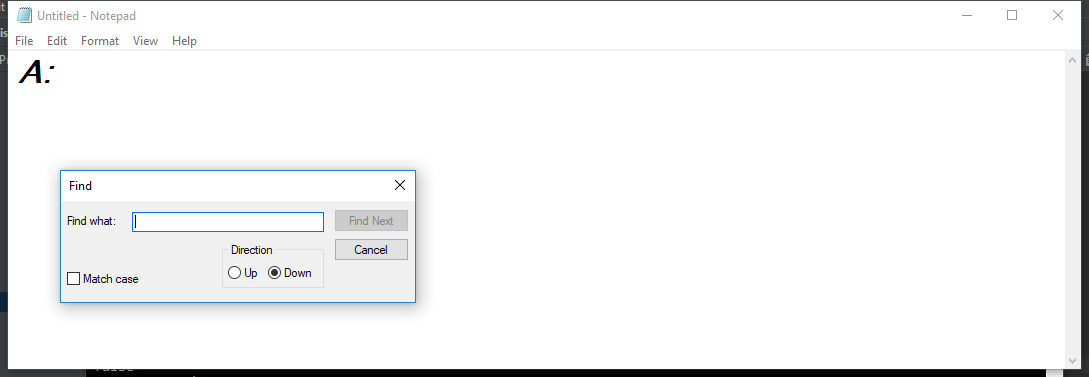 Untitled - Notepad
File Edit Format View Help
A:
Find
Find what: Find Next
Direction Cancel
Up Down
Match case